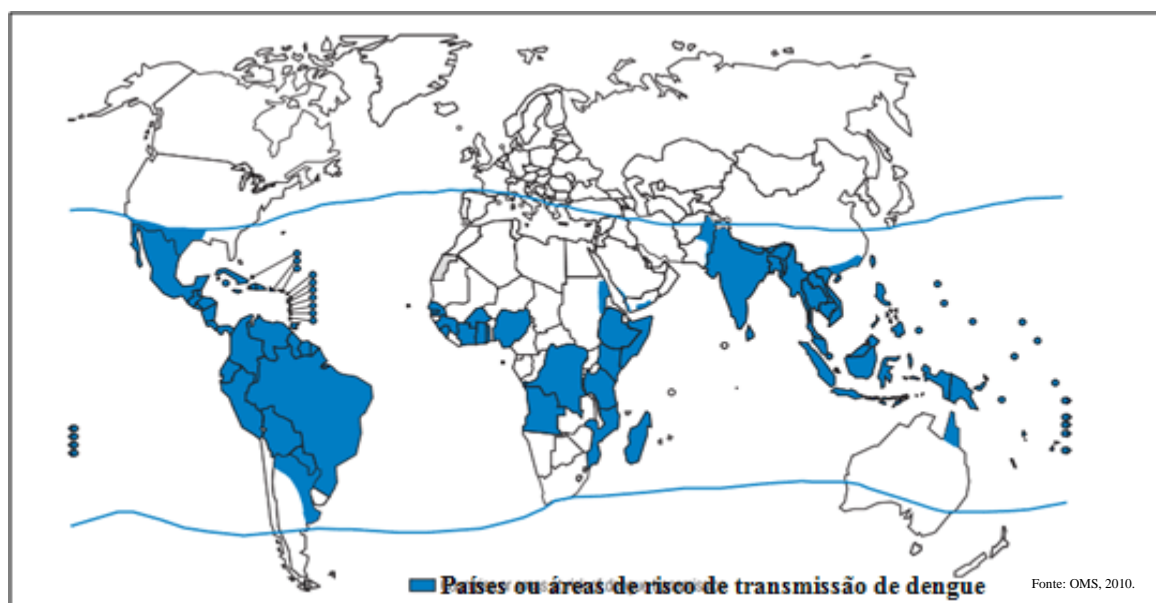 Países ou áreas de risco de transmissão de dengue
Fonte: OMS, 2010.